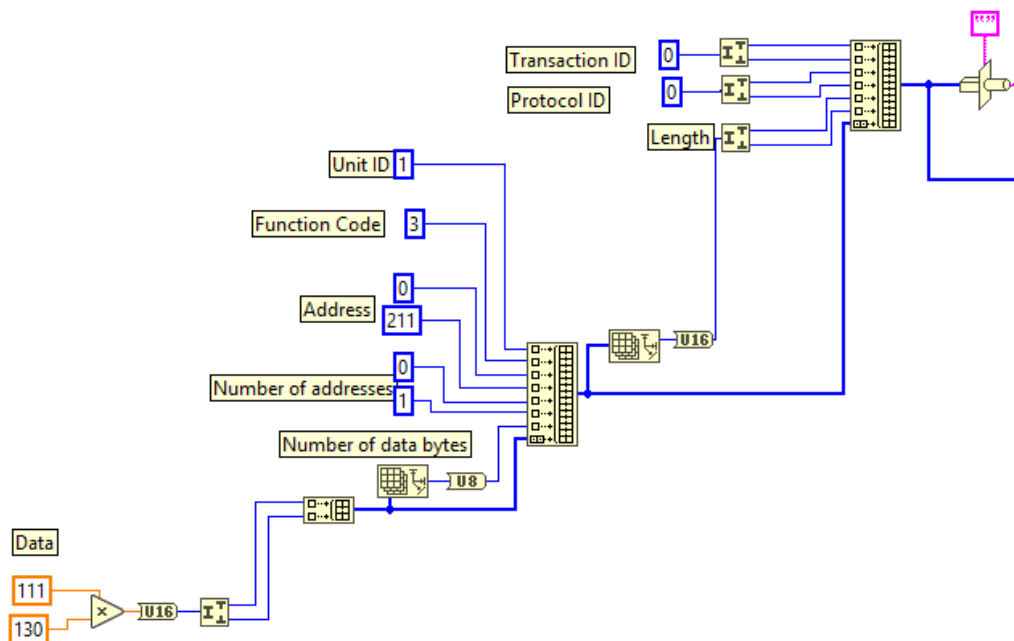 ""
Transaction ID 0
Protocol ID 0
Length
Unit ID 1
Function Code 3
0
Address 211
U16
0
Number of addresses 1
Number of data bytes
U8
Data
111
U16
130